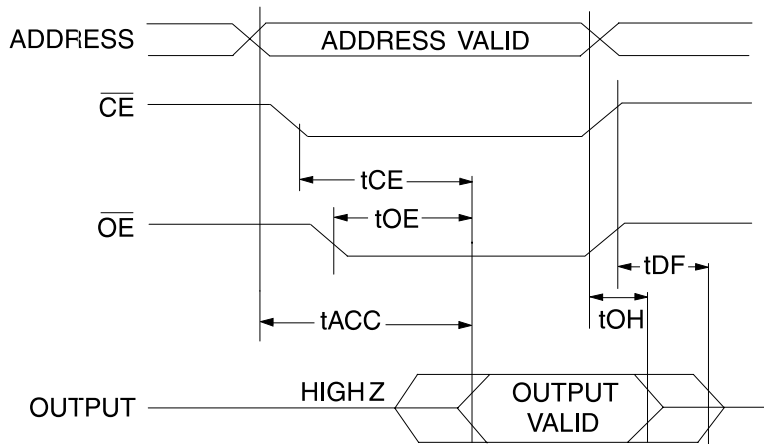 ADDRESS
ADDRESS VALID
CE
tCE
tOE
OE
tDF
tOH
tACC
HIGH Z
OUTPUT
OUTPUT
VALID